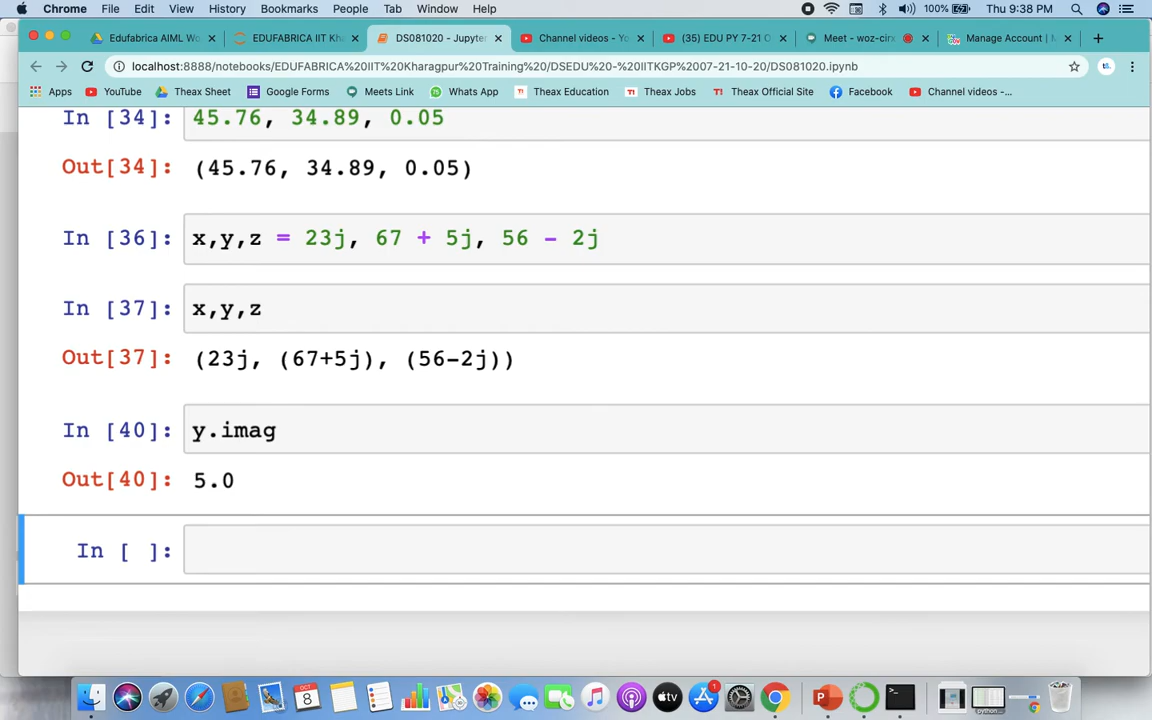 Chrome File Edit View History Bookmarks People Tab Window Help 100% Thu 9:38 PM
Edufabrica AIML Wo EDUFABRICA IIT Kha DS081020 - Jupyter Channel videos - Yo (35) EDU PY 7-21 O Meet - woz-cirx Manage Account | M
localhost:8888/notebooks/EDUFABRICA%20IIT%20Kharagpur%20Training%20/DSEDU%20-%20IITKGP%2007-21-10-20/DS081020.ipynb
Apps YouTube Theax Sheet Google Forms Meets Link Whats App Theax Education Theax Jobs Theax Official Site Facebook Channel videos -...
In [34]: 45.76, 34.89, 0.05
Out[34]: (45.76, 34.89, 0.05)
In [36]: x,y,z = 23j, 67 + 5j, 56 - 2j
In [37]: x,y,z
Out[37]: (23j, (67+5j), (56-2j))
In [40]: y.imag
Out[40]: 5.0
In [ ]:
OCT
8
1